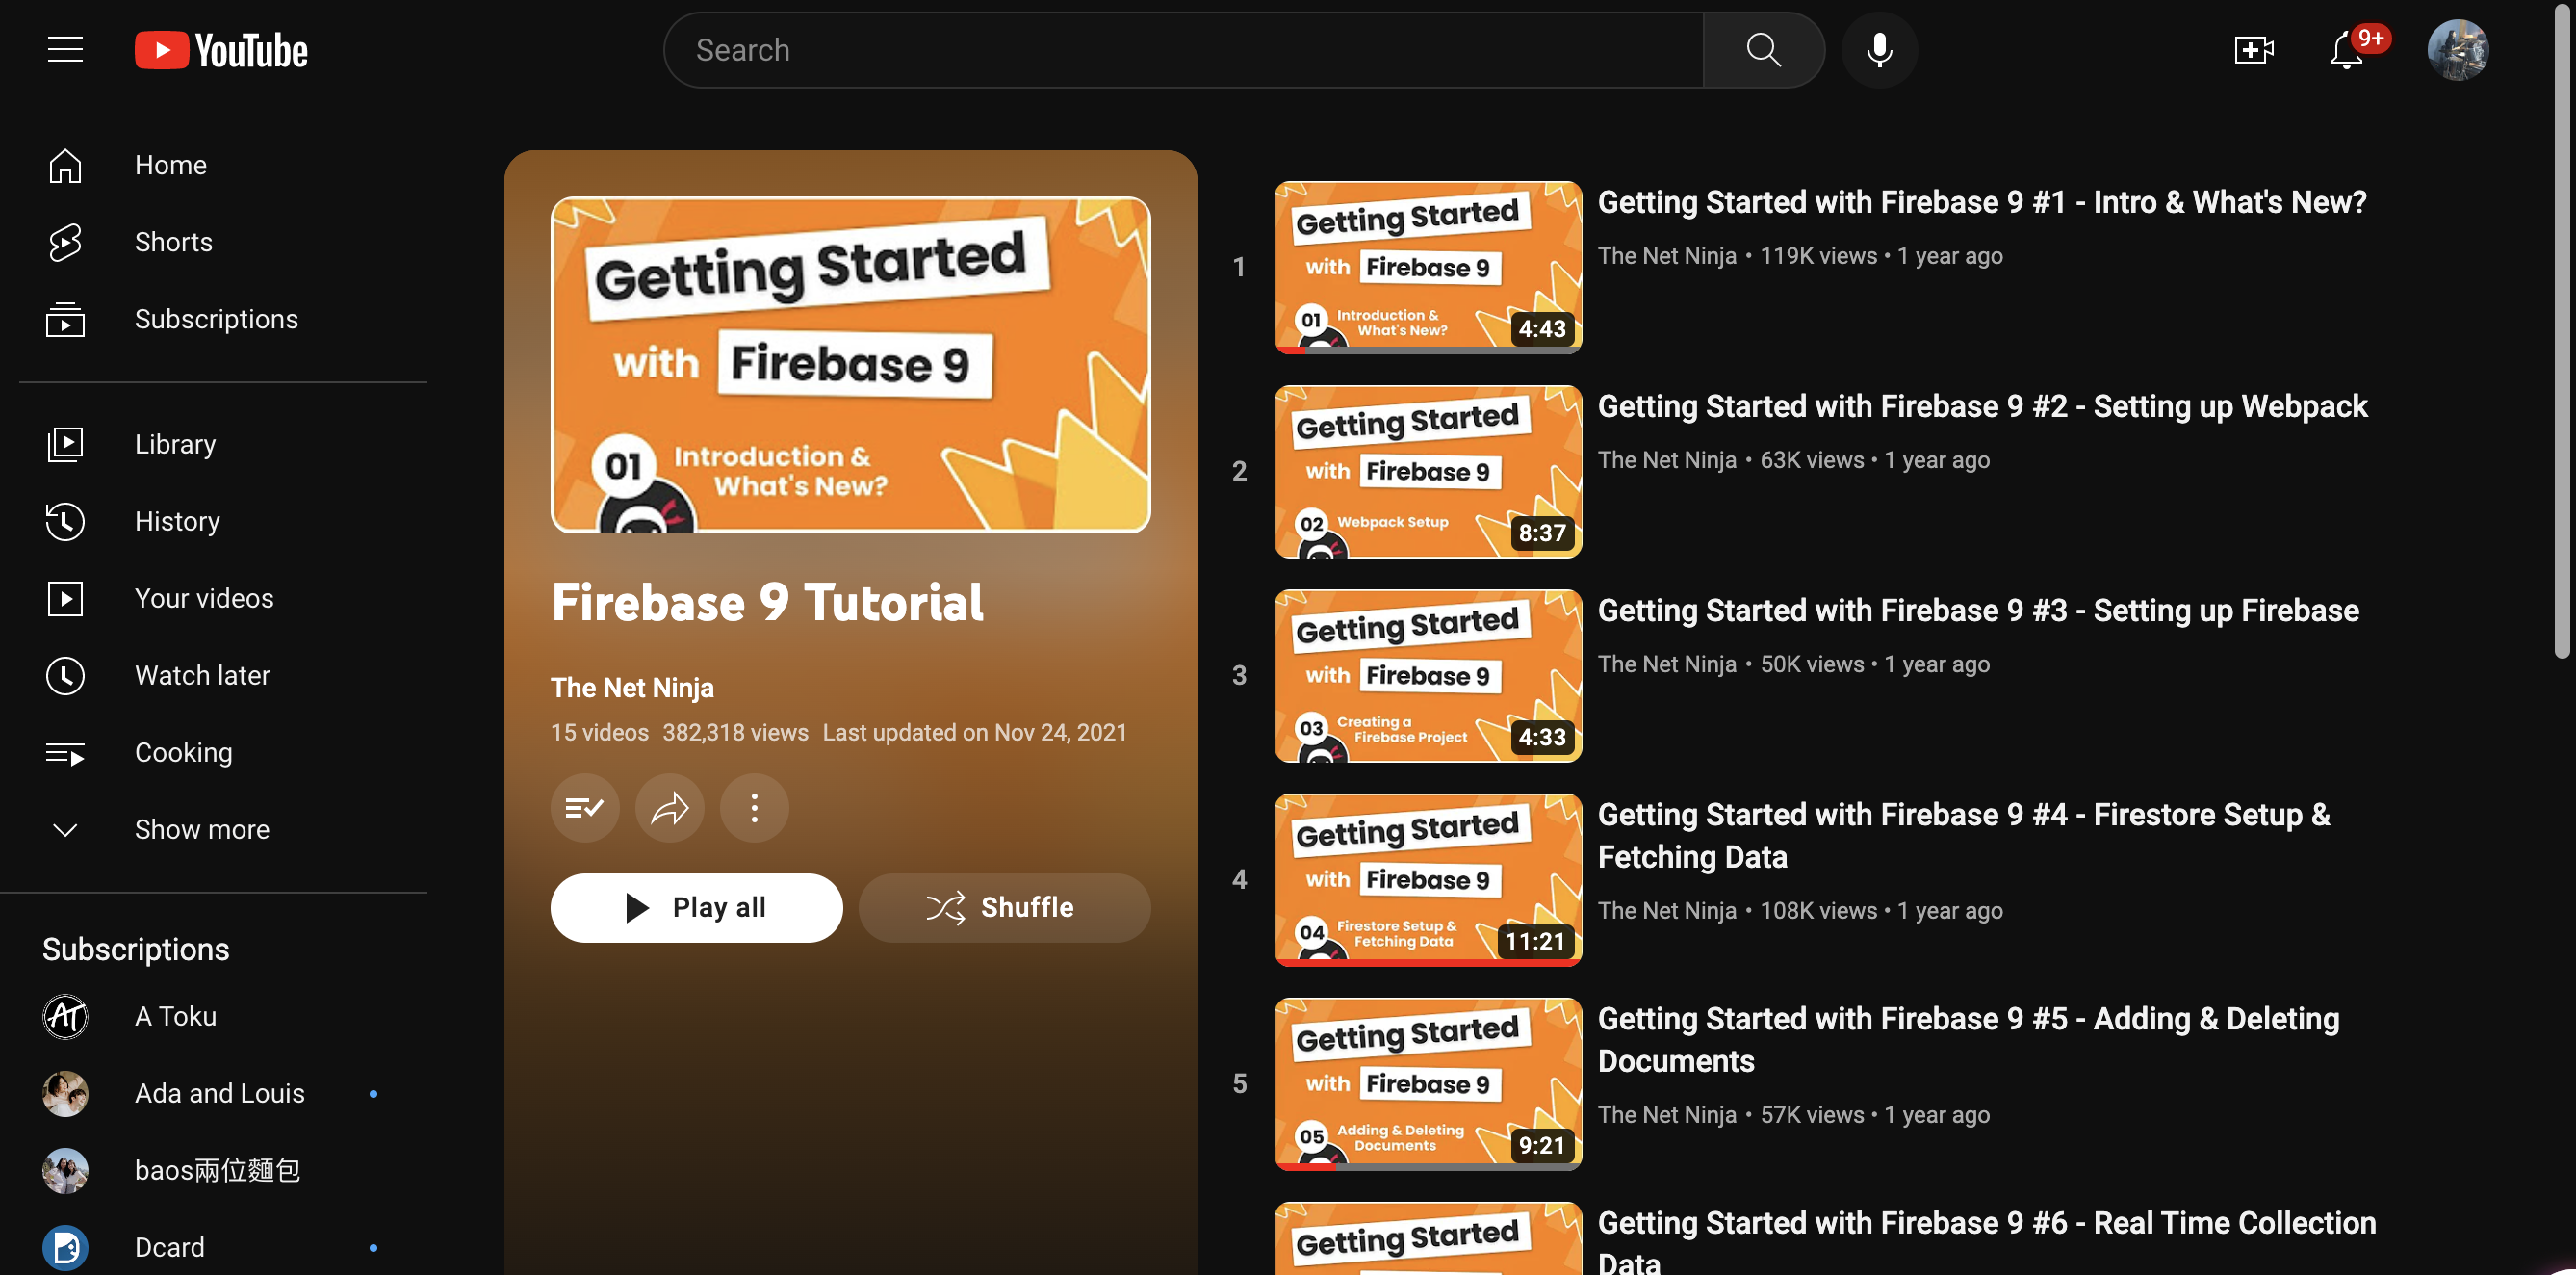 YouTube
Search
9+
Home
Shorts
Subscriptions
Library
History
Your videos
Watch later
Cooking
Show more
Subscriptions
A Toku
Ada and Louis
baos兩位麵包
Dcard
Getting Started
with Firebase 9
01 Introduction &
What's New?
Firebase 9 Tutorial
The Net Ninja
15 videos 382,318 views Last updated on Nov 24, 2021
Play all
Shuffle
1
Getting Started
with Firebase 9
01 Introduction &
What's New?
4:43
Getting Started with Firebase 9 #1 - Intro & What's New?
The Net Ninja • 119K views • 1 year ago
2
Getting Started
with Firebase 9
02 Webpack Setup
8:37
Getting Started with Firebase 9 #2 - Setting up Webpack
The Net Ninja • 63K views • 1 year ago
3
Getting Started
with Firebase 9
03 Creating a
Firebase Project
4:33
Getting Started with Firebase 9 #3 - Setting up Firebase
The Net Ninja • 50K views • 1 year ago
4
Getting Started
with Firebase 9
04 Firestore Setup &
Fetching Data
11:21
Getting Started with Firebase 9 #4 - Firestore Setup &
Fetching Data
The Net Ninja • 108K views • 1 year ago
5
Getting Started
with Firebase 9
05 Adding & Deleting
Documents
9:21
Getting Started with Firebase 9 #5 - Adding & Deleting
Documents
The Net Ninja • 57K views • 1 year ago
Getting Started
Getting Started with Firebase 9 #6 - Real Time Collection
Data